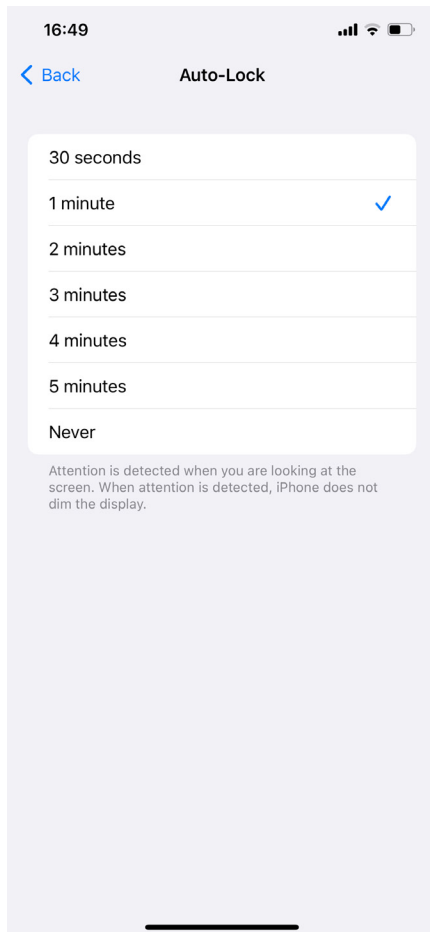 16:49
Back
Auto-Lock
30 seconds
1 minute
2 minutes
3 minutes
4 minutes
5 minutes
Never
Attention is detected when you are looking at the
screen. When attention is detected, iPhone does not
dim the display.